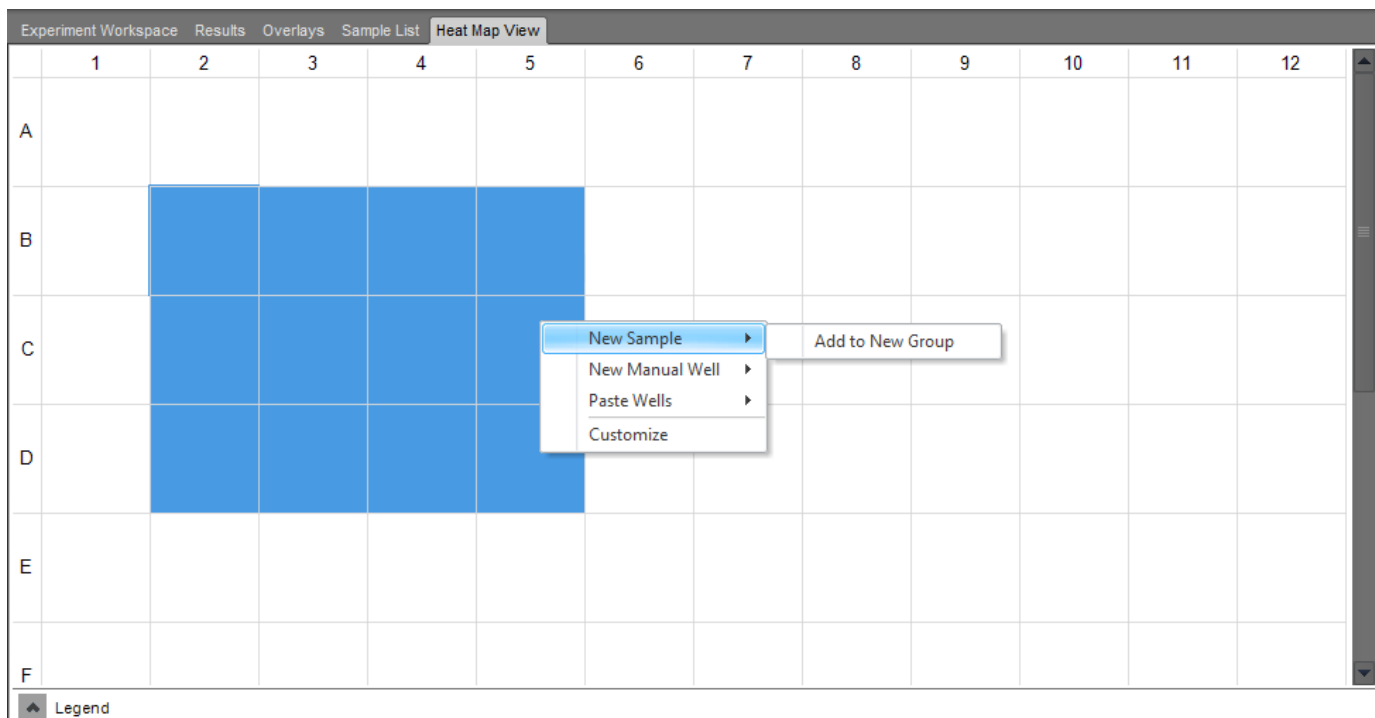 Experiment Workspace Results Overlays Sample List Heat Map View
1 2 3 4 5 6 7 8 9 10 11 12
A
B
C
New Sample Add to New Group
New Manual Well
Paste Wells
Customize
D
E
F
Legend